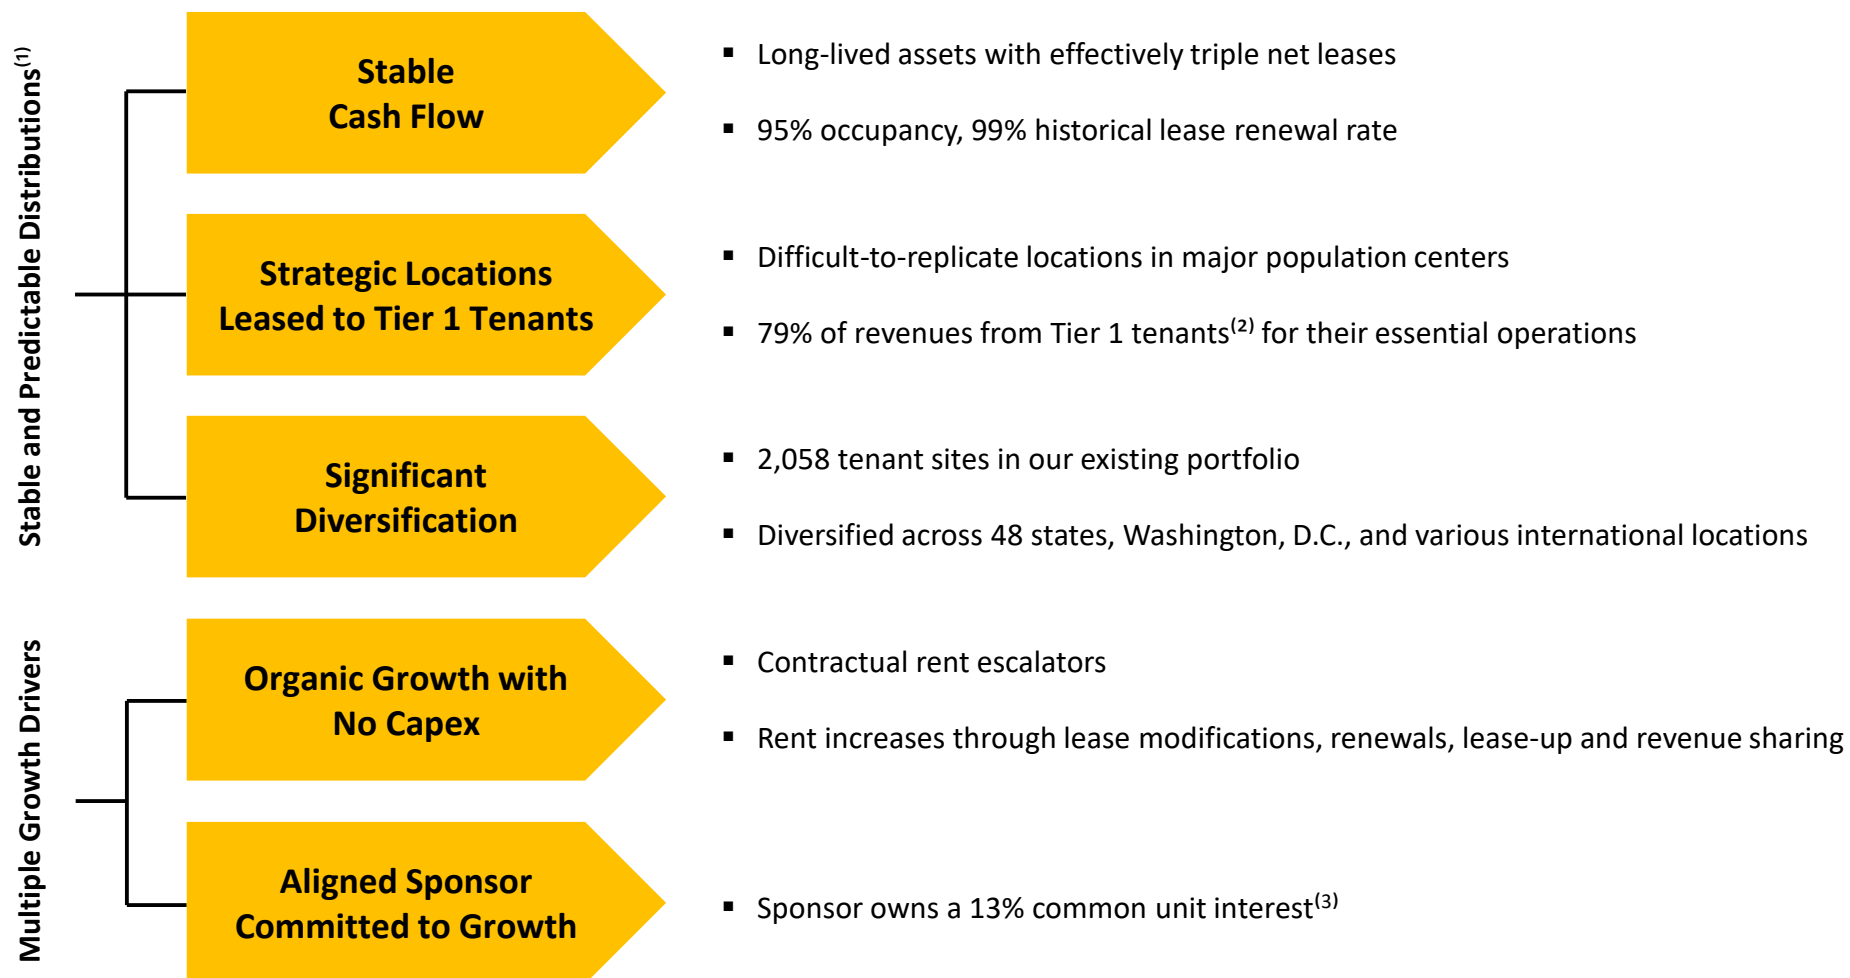 Stable and Predictable Distributions(1)
Stable
Cash Flow
▪ Long-lived assets with effectively triple net leases
▪ 95% occupancy, 99% historical lease renewal rate
Strategic Locations
Leased to Tier 1 Tenants
▪ Difficult-to-replicate locations in major population centers
▪ 79% of revenues from Tier 1 tenants(2) for their essential operations
Significant
Diversification
▪ 2,058 tenant sites in our existing portfolio
▪ Diversified across 48 states, Washington, D.C., and various international locations
Multiple Growth Drivers
Organic Growth with
No Capex
▪ Contractual rent escalators
▪ Rent increases through lease modifications, renewals, lease-up and revenue sharing
Aligned Sponsor
Committed to Growth
▪ Sponsor owns a 13% common unit interest(3)